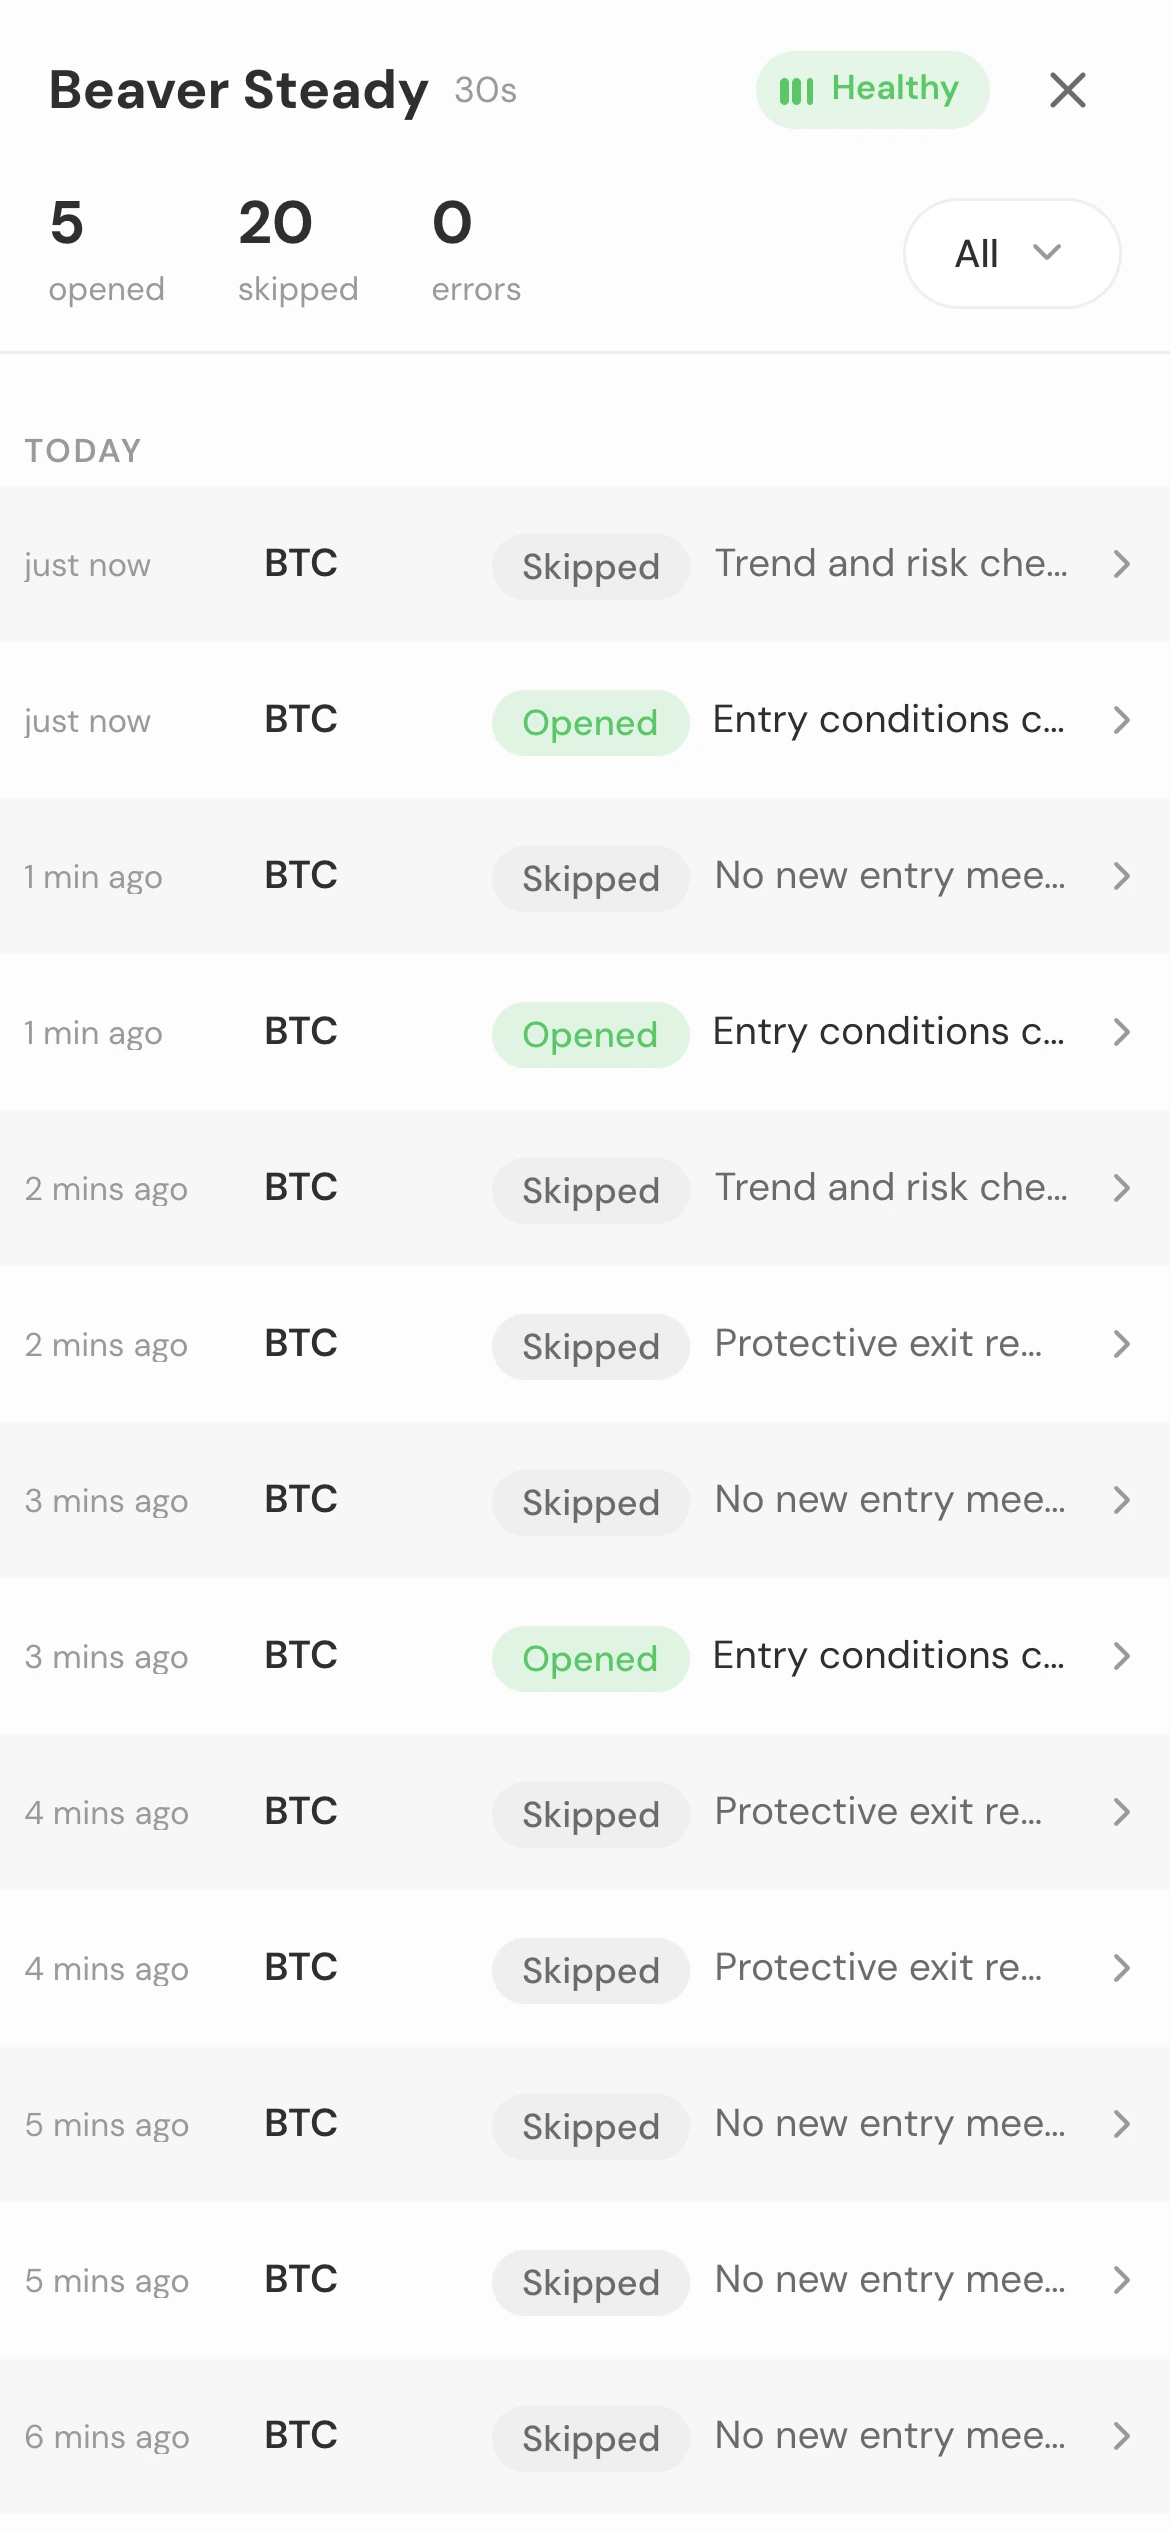 Beaver Steady 30s Healthy
5 20 0
opened skipped errors
All
TODAY
just now BTC Skipped Trend and risk che...
just now BTC Opened Entry conditions c...
1 min ago BTC Skipped No new entry mee...
1 min ago BTC Opened Entry conditions c...
2 mins ago BTC Skipped Trend and risk che...
2 mins ago BTC Skipped Protective exit re...
3 mins ago BTC Skipped No new entry mee...
3 mins ago BTC Opened Entry conditions c...
4 mins ago BTC Skipped Protective exit re...
4 mins ago BTC Skipped Protective exit re...
5 mins ago BTC Skipped No new entry mee...
5 mins ago BTC Skipped No new entry mee...
6 mins ago BTC Skipped No new entry mee...